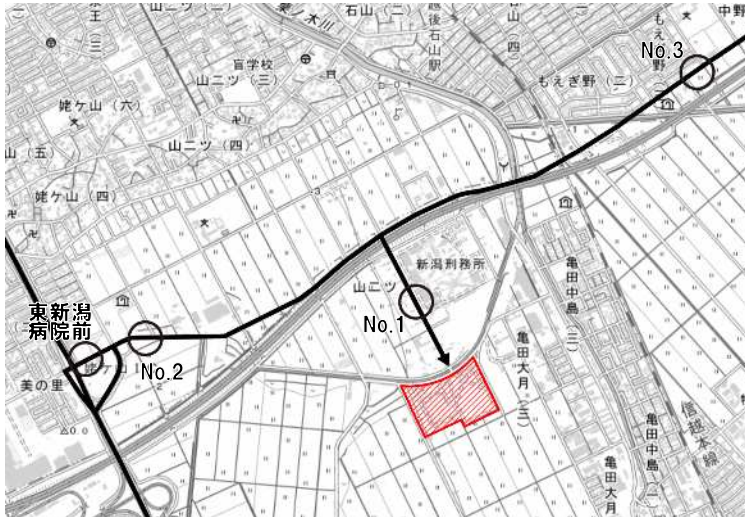 石山(二)
越後石山駅
山(四)
中野
もえぎ野(二)
No.3
盲学校
山二ツ(三)
姥ケ山(六)
山二ツ(四)
山(五)
姥ケ山(四)
新潟刑務所
山二ツ
No.1
亀田中島(三)
東新潟
病院前
No.2
美の里
亀田大月(三)
信越本線
亀田中島(一)
亀田大月